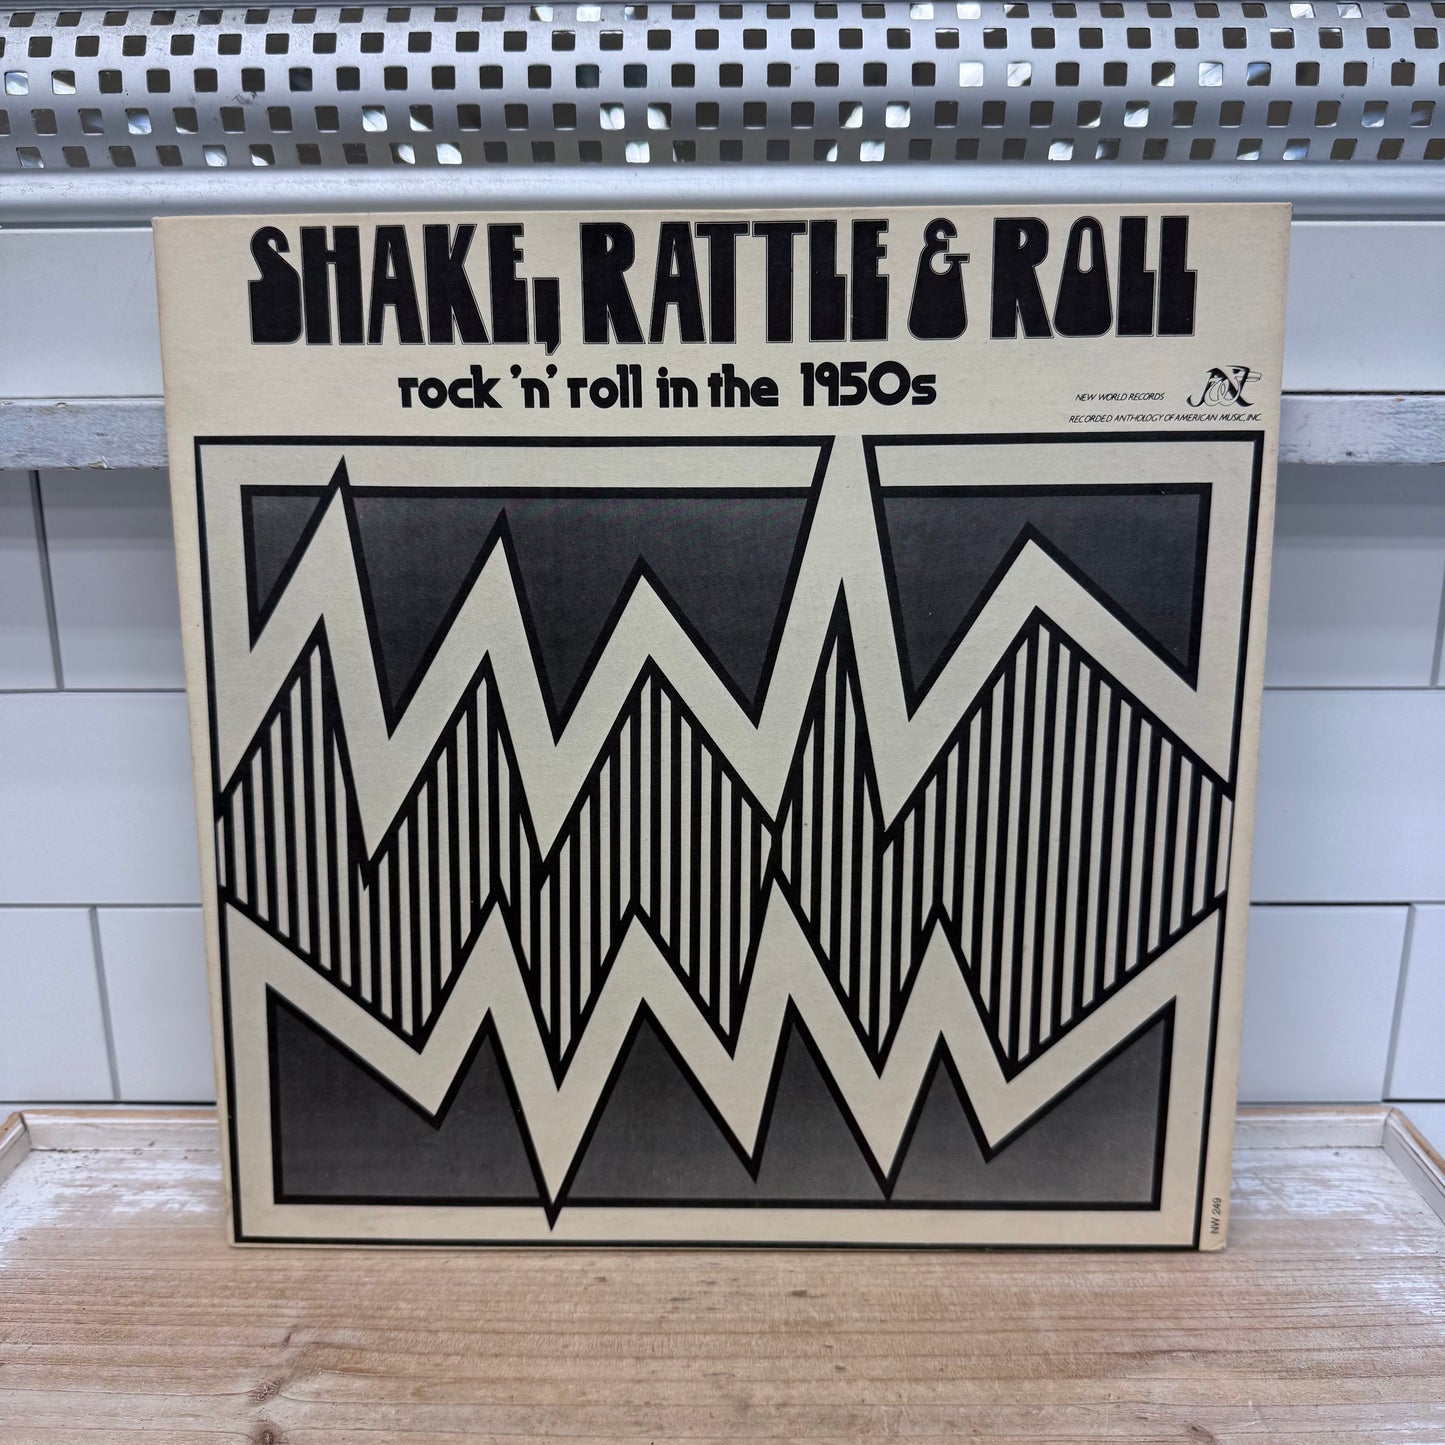 SHAKE, RATTLE & ROLL
rock 'n' roll in the 1950s
NEW WORLD RECORDS
RECORDED ANTHOLOGY OF AMERICAN MUSIC, INC.
NW 249